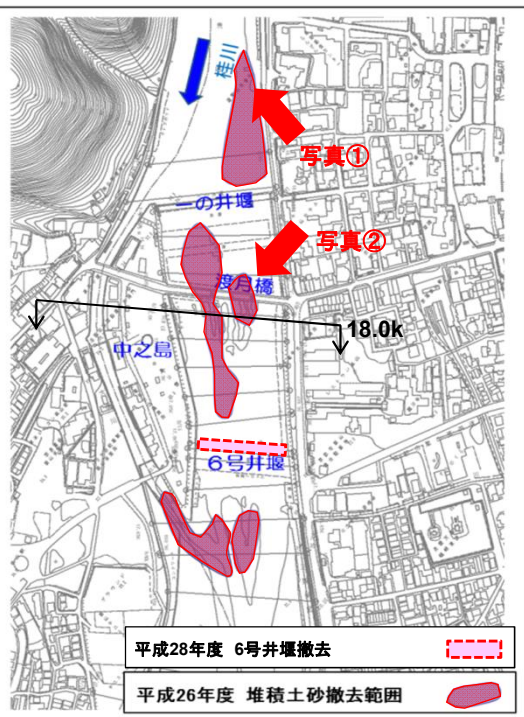 桂川
写真①
一の井堰
写真②
渡月橋
18.0k
中之島
6号井堰
平成28年度 6号井堰撤去
平成26年度 堆積土砂撤去範囲